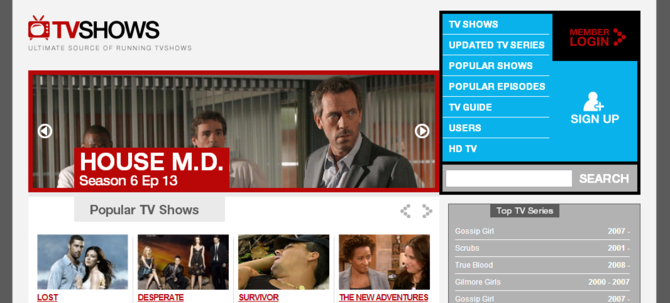 TVSHOWS
ULTIMATE SOURCE OF RUNNING TVSHOWS
TV SHOWS
UPDATED TV SERIES
POPULAR SHOWS
POPULAR EPISODES
TV GUIDE
USERS
HD TV
MEMBER
LOGIN
SIGN UP
SEARCH
HOUSE M.D.
Season 6 Ep 13
Popular TV Shows
LOST
DESPERATE
SURVIVOR
THE NEW ADVENTURES
Top TV Series
Gossip Girl 2007 -
Scrubs 2001 -
True Blood 2008 -
Gilmore Girls 2000 - 2007
Gossip Girl 2007 -